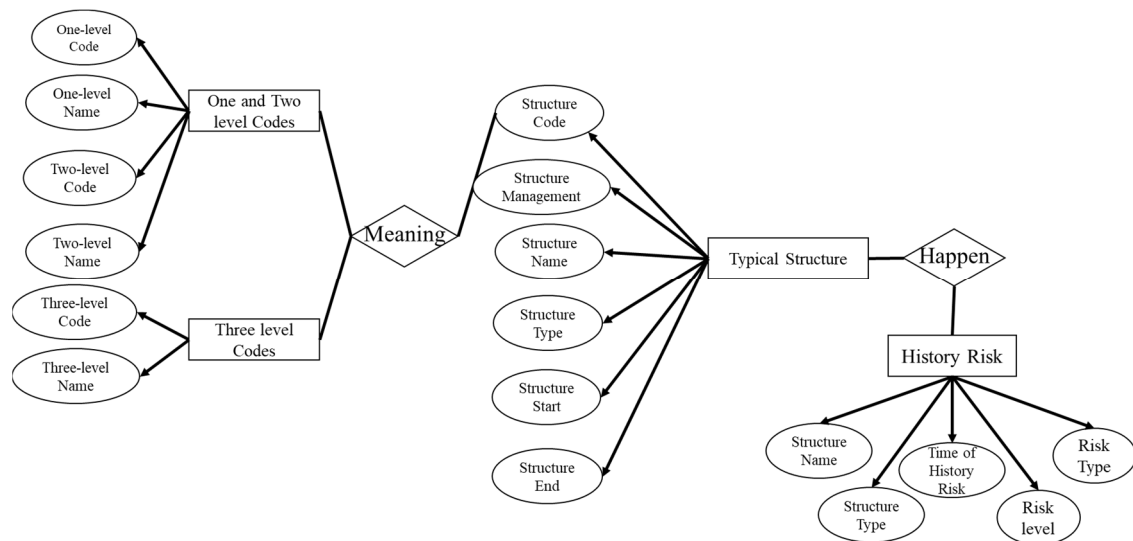 One-level
Code
One-level
Name
Two-level
Code
Two-level
Name
Three-level
Code
Three-level
Name
One and Two
level Codes
Three level
Codes
Meaning
Structure
Code
Structure
Management
Structure
Name
Structure
Type
Structure
Start
Structure
End
Typical Structure
Happen
History Risk
Structure
Name
Structure
Type
Time of
History
Risk
Risk
level
Risk
Type